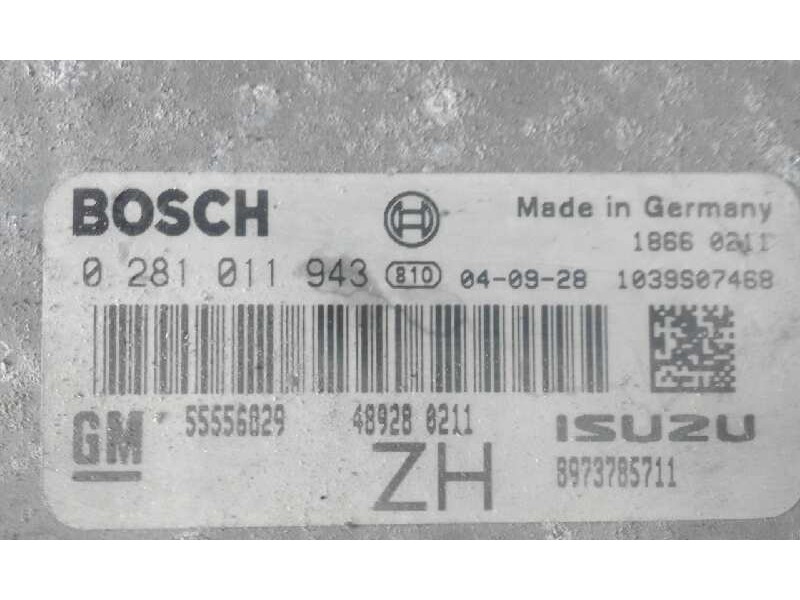 BOSCH Made in Germany
1866 0211
0 281 011 943 810 04-09-28 1039S07468
55556829 48928 0211 ISUZU
GM ZH 8973785711